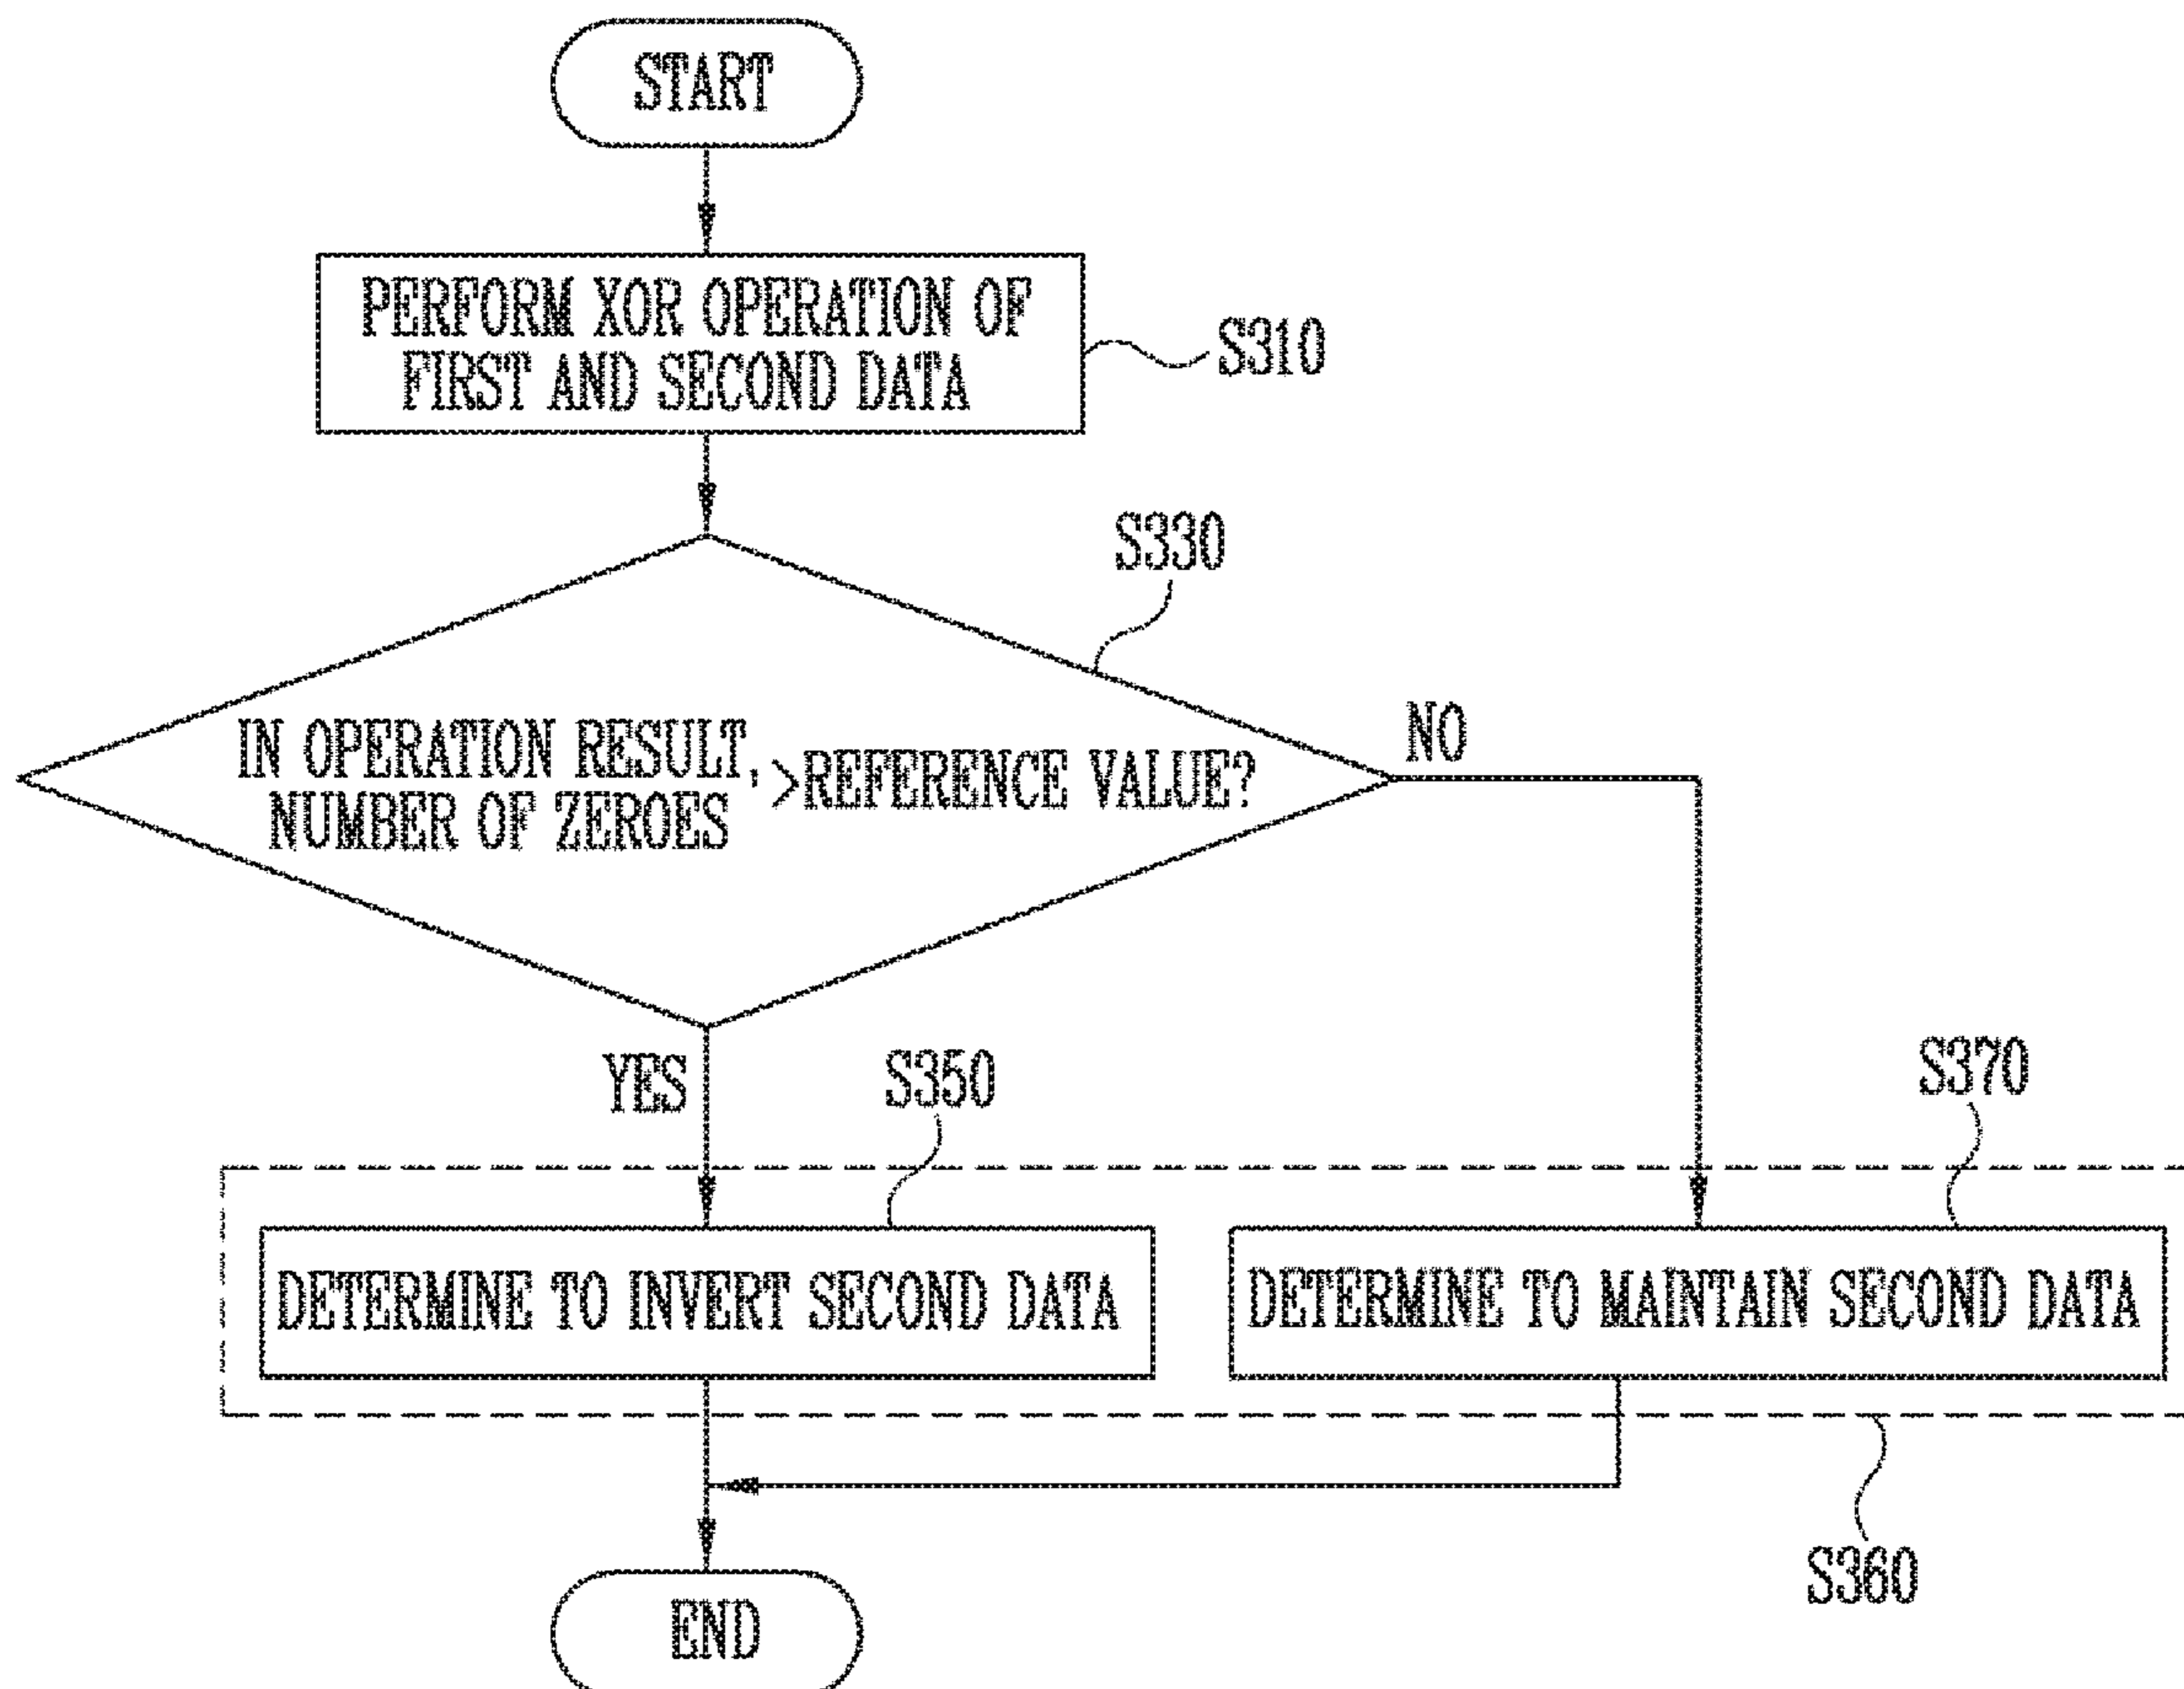 START
PERFORM XOR OPERATION OF
FIRST AND SECOND DATA
S310
S330
IN OPERATION RESULT,
NUMBER OF ZEROES
>REFERENCE VALUE?
NO
YES
S350
S370
DETERMINE TO INVERT SECOND DATA
DETERMINE TO MAINTAIN SECOND DATA
S360
END